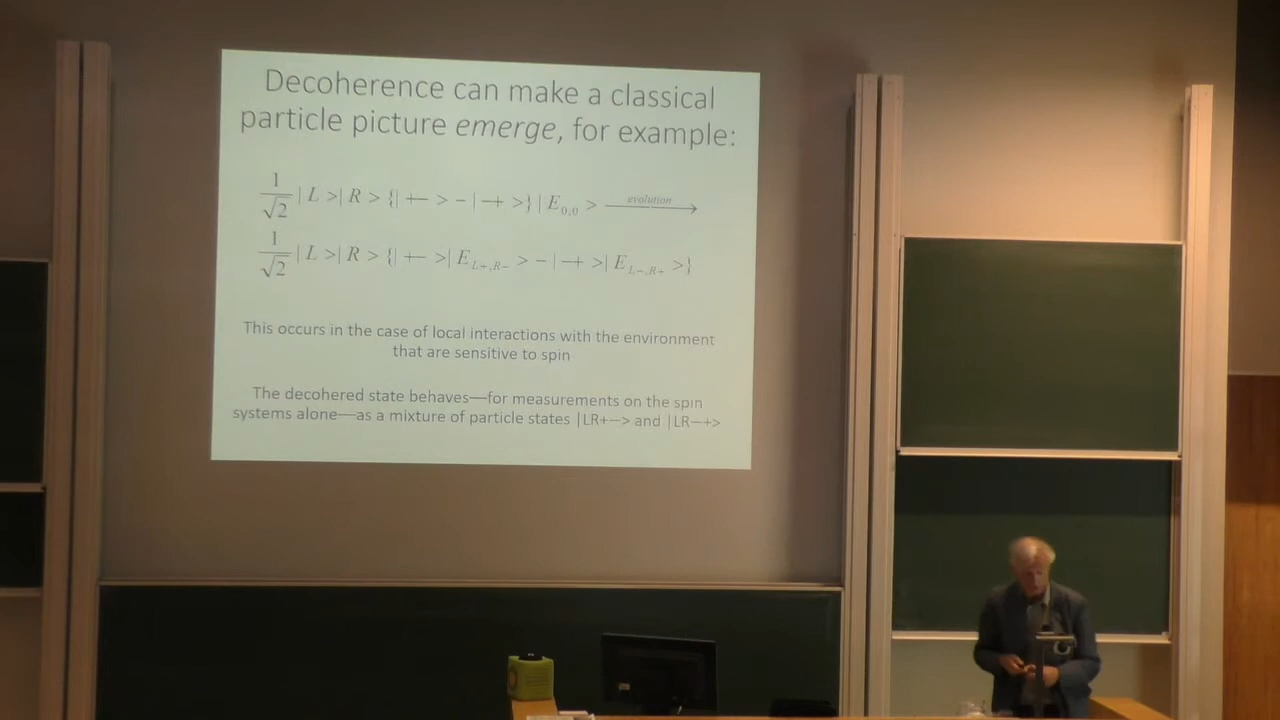 Decoherence can make a classical
particle picture emerge, for example:
1/√2 | L >| R > {| +− > − | −+ >} | E₀,₀ > evolution →
1/√2 | L >| R > {| +− >| E_L+,R− > − | −+ >| E_L−,R+ >}
This occurs in the case of local interactions with the environment
that are sensitive to spin
The decohered state behaves—for measurements on the spin
systems alone—as a mixture of particle states |LR+−> and |LR−+>